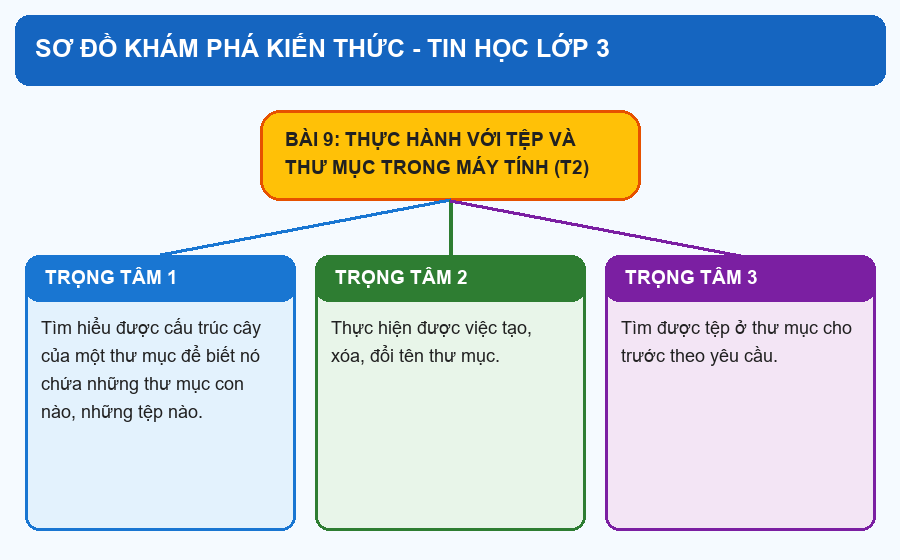 SƠ ĐỒ KHÁM PHÁ KIẾN THỨC - TIN HỌC LỚP 3
BÀI 9: THỰC HÀNH VỚI TỆP VÀ
THƯ MỤC TRONG MÁY TÍNH (T2)
TRỌNG TÂM 1
Tìm hiểu được cấu trúc cây
của một thư mục để biết nó
chứa những thư mục con
nào, những tệp nào.
TRỌNG TÂM 2
Thực hiện được việc tạo,
xóa, đổi tên thư mục.
TRỌNG TÂM 3
Tìm được tệp ở thư mục cho
trước theo yêu cầu.